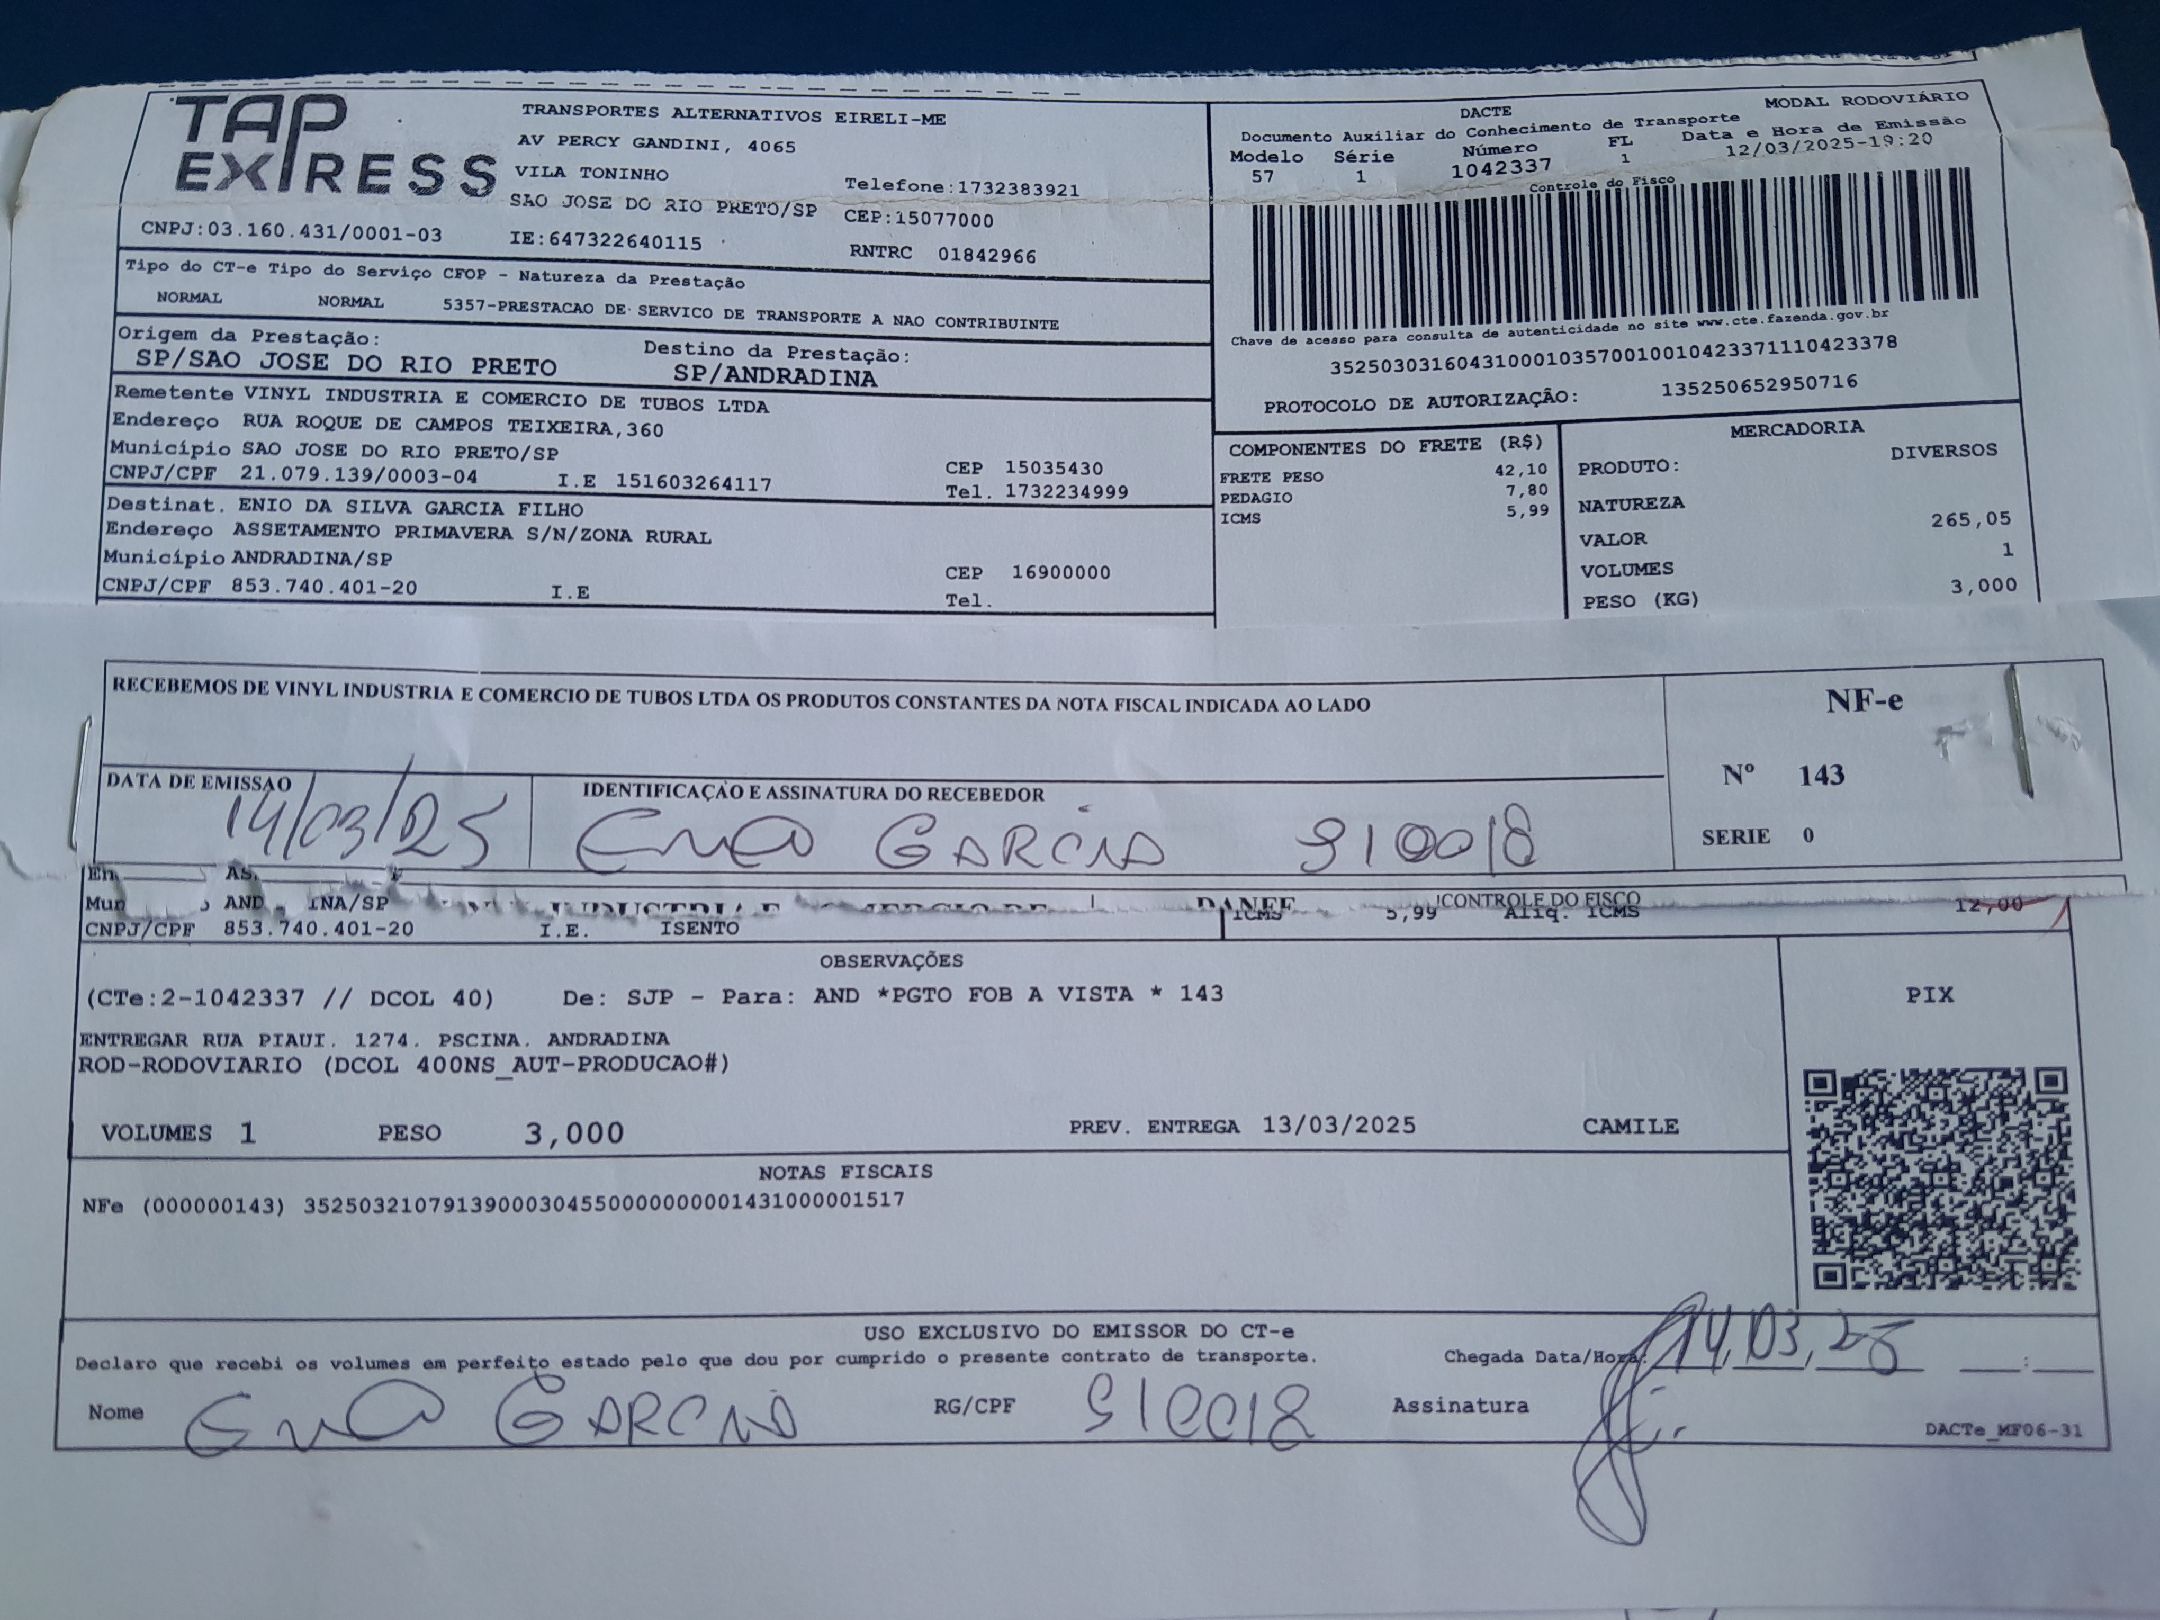 TAP EXPRESS
TRANSPORTES ALTERNATIVOS EIRELI-ME
AV PERCY GANDINI, 4065
VILA TONINHO
Telefone:1732383921
SAO JOSE DO RIO PRETO/SP CEP:15077000
CNPJ:03.160.431/0001-03 IE:647322640115 RNTRC 01842966
DACTE MODAL RODOVIÁRIO
Documento Auxiliar do Conhecimento de Transporte
Modelo Série Número FL Data e Hora de Emissão
57 1 1042337 1 12/03/2025-19:20
Controle do Fisco
Chave de acesso para consulta de autenticidade no site www.cte.fazenda.gov.br
35250303160431000103570010010423371110423378
PROTOCOLO DE AUTORIZAÇÃO: 135250652950716
Tipo do CT-e Tipo do Serviço CFOP - Natureza da Prestação
NORMAL NORMAL 5357-PRESTACAO DE SERVICO DE TRANSPORTE A NAO CONTRIBUINTE
Origem da Prestação: Destino da Prestação:
SP/SAO JOSE DO RIO PRETO SP/ANDRADINA
Remetente VINYL INDUSTRIA E COMERCIO DE TUBOS LTDA
Endereço RUA ROQUE DE CAMPOS TEIXEIRA,360
Município SAO JOSE DO RIO PRETO/SP CEP 15035430
CNPJ/CPF 21.079.139/0003-04 I.E 151603264117 Tel. 1732234999
Destinat. ENIO DA SILVA GARCIA FILHO
Endereço ASSETAMENTO PRIMAVERA S/N/ZONA RURAL
Município ANDRADINA/SP CEP 16900000
CNPJ/CPF 853.740.401-20 I.E Tel.
COMPONENTES DO FRETE (R$)
FRETE PESO 42,10
PEDAGIO 7,80
ICMS 5,99
MERCADORIA
PRODUTO: DIVERSOS
NATUREZA
VALOR 265,05
VOLUMES 1
PESO (KG) 3,000
RECEBEMOS DE VINYL INDUSTRIA E COMERCIO DE TUBOS LTDA OS PRODUTOS CONSTANTES DA NOTA FISCAL INDICADA AO LADO
NF-e
Nº 143
SERIE 0
DATA DE EMISSAO IDENTIFICAÇÃO E ASSINATURA DO RECEBEDOR
14/03/25 Enio GARCIA 910018
INA/SP
DANFE CONTROLE DO FISCO
ICMS 5,99 Aliq. ICMS 12,00
CNPJ/CPF 853.740.401-20 I.E. ISENTO
OBSERVAÇÕES
(CTe:2-1042337 // DCOL 40) De: SJP - Para: AND *PGTO FOB A VISTA * 143
ENTREGAR RUA PIAUI. 1274. PSCINA. ANDRADINA
ROD-RODOVIARIO (DCOL 400NS_AUT-PRODUCAO#)
VOLUMES 1 PESO 3,000 PREV. ENTREGA 13/03/2025 CAMILE
PIX
NOTAS FISCAIS
NFe (000000143) 35250321079139000304550000000001431000001517
USO EXCLUSIVO DO EMISSOR DO CT-e
Declaro que recebi os volumes em perfeito estado pelo que dou por cumprido o presente contrato de transporte. Chegada Data/Hora: 14,03,25 :
Nome Enio GARCIA RG/CPF 910018 Assinatura
DACTe_MF06-31